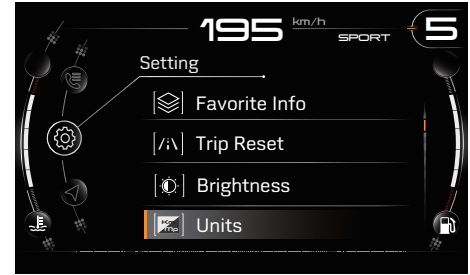 195 km/h
SPORT
5
Setting
Favorite Info
Trip Reset
Brightness
Units